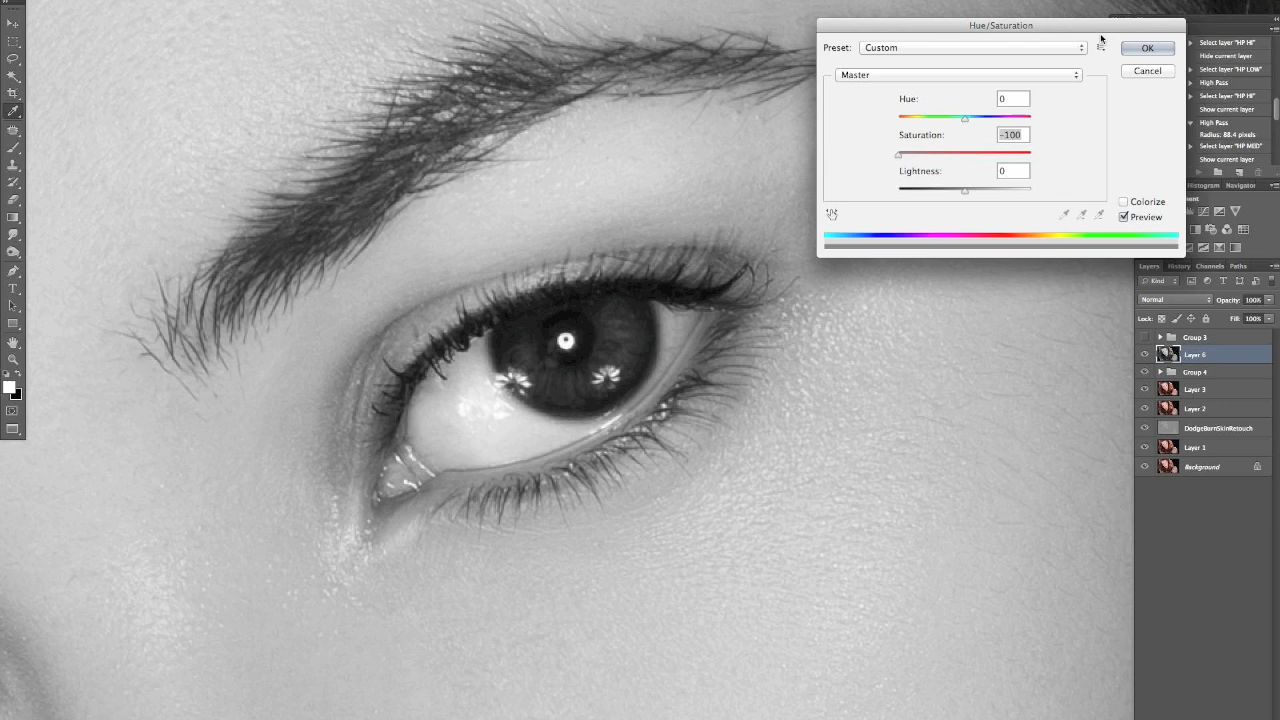 Hue/Saturation
Preset: Custom
OK
Master
Cancel
Hue: 0
Saturation: -100
Lightness: 0
Colorize
Preview
Select layer "HP HI"
Hide current layer
Select layer "HP LOW"
High Pass
Select layer "HP HI"
Show current layer
High Pass
Radius: 88.4 pixels
Select layer "HP MED"
Show current layer
Histogram Navigator
Layers History Channels Paths
Kind
Normal Opacity: 100%
Lock: Fill: 100%
Group 3
Layer 6
Group 4
Layer 3
Layer 2
DodgeBurnSkinRetouch
Layer 1
Background